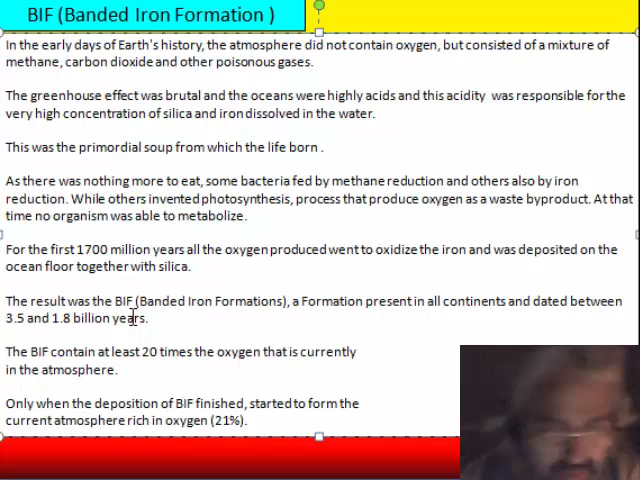 BIF (Banded Iron Formation )
In the early days of Earth's history, the atmosphere did not contain oxygen, but consisted of a mixture of
methane, carbon dioxide and other poisonous gases.
The greenhouse effect was brutal and the oceans were highly acids and this acidity was responsible for the
very high concentration of silica and iron dissolved in the water.
This was the primordial soup from which the life born .
As there was nothing more to eat, some bacteria fed by methane reduction and others also by iron
reduction. While others invented photosynthesis, process that produce oxygen as a waste byproduct. At that
time no organism was able to metabolize.
For the first 1700 million years all the oxygen produced went to oxidize the iron and was deposited on the
ocean floor together with silica.
The result was the BIF (Banded Iron Formations), a Formation present in all continents and dated between
3.5 and 1.8 billion years.
The BIF contain at least 20 times the oxygen that is currently
in the atmosphere.
Only when the deposition of BIF finished, started to form the
current atmosphere rich in oxygen (21%).